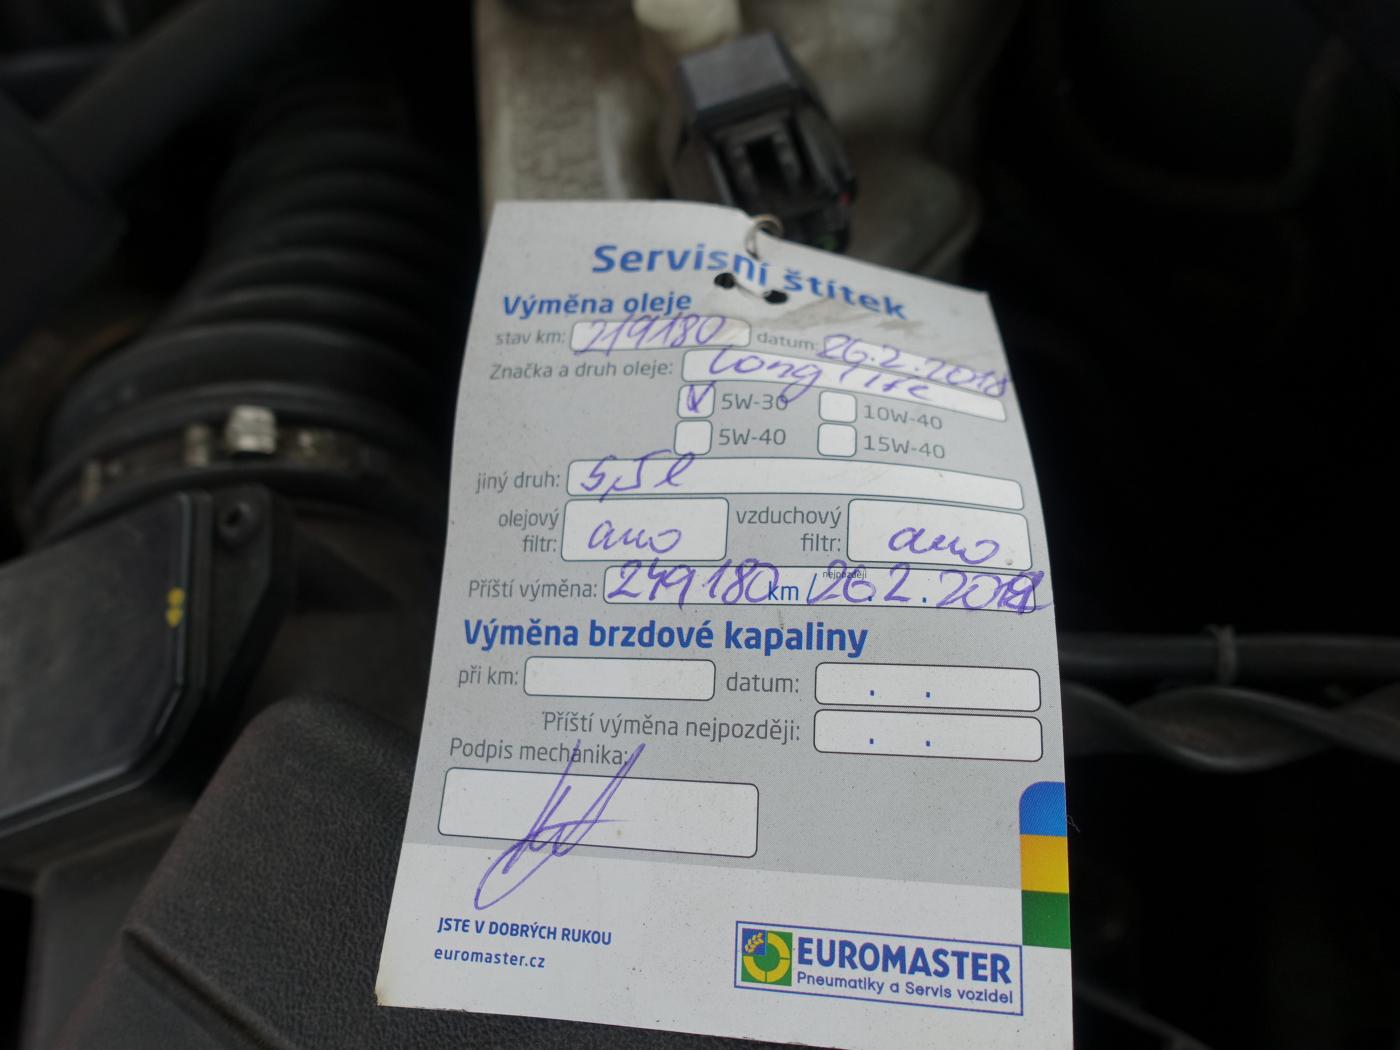 Servisní štítek
Výměna oleje
stav km: 219180 datum: 26.2.2018
Značka a druh oleje: Long life
V 5W-30 10W-40
5W-40 15W-40
jiný druh: 5,5l
olejový filtr: ano vzduchový filtr: ano
Příští výměna: 249180 km / nejpozději 26.2.
Výměna brzdové kapaliny
při km: datum: . .
Příští výměna nejpozději: . .
Podpis mechanika:
JSTE V DOBRÝCH RUKOU
euromaster.cz
EUROMASTER
Pneumatiky a Servis vozidel